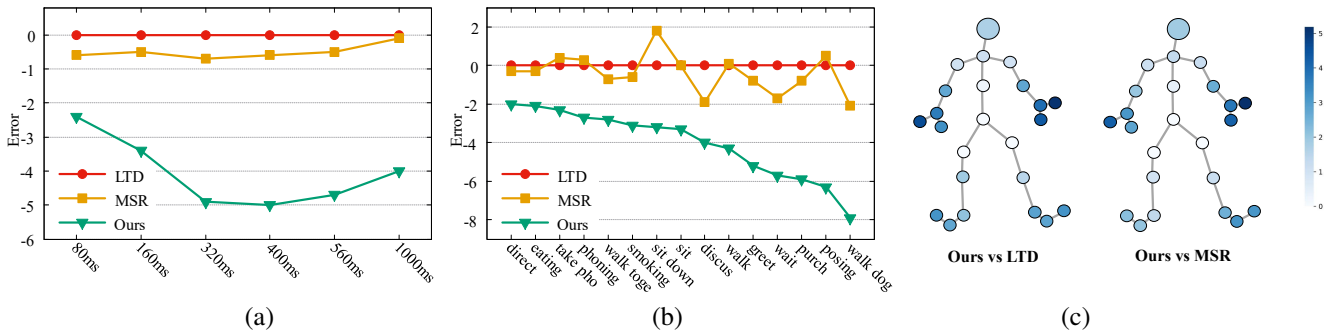 0
-1
-2
-3
-4
-5
-6
Error
LTD
MSR
Ours
80ms
160ms
320ms
400ms
560ms
1000ms
(a)
2
0
-2
-4
-6
-8
Error
LTD
MSR
Ours
direct
eating
take pho
phoning
walk toge
smoking
sit down
sit
discus
walk
greet
wait
purch
posing
walk dog
(b)
Ours vs LTD
Ours vs MSR
5
4
3
2
1
0
(c)